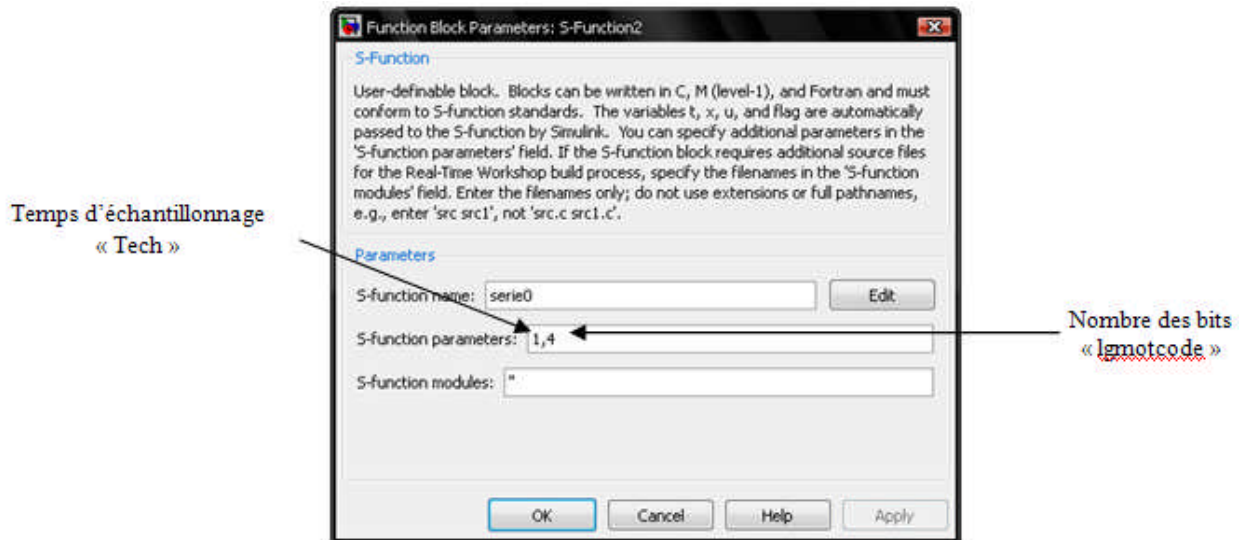 Function Block Parameters: S-Function2
S-Function
User-definable block.  Blocks can be written in C, M (level-1), and Fortran and must
conform to S-function standards.  The variables t, x, u, and flag are automatically
passed to the S-function by Simulink.  You can specify additional parameters in the
'S-function parameters' field. If the S-function block requires additional source files
for the Real-Time Workshop build process, specify the filenames in the 'S-function
modules' field. Enter the filenames only; do not use extensions or full pathnames,
e.g., enter 'src src1', not 'src.c src1.c'.
Temps d'échantillonnage
« Tech »
Parameters
S-function name: serie0 Edit
S-function parameters: 1,4
Nombre des bits
« lgmotcode »
S-function modules: ''
OK Cancel Help Apply